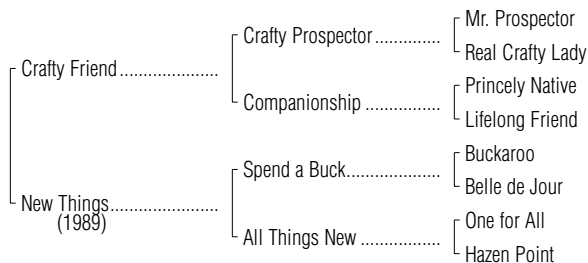 Mr. Prospector
Crafty Prospector..............
Real Crafty Lady
Crafty Friend.....................
Princely Native
Companionship ................
Lifelong Friend
Buckaroo
Spend a Buck....................
Belle de Jour
New Things.......................
(1989)
One for All
All Things New .................
Hazen Point